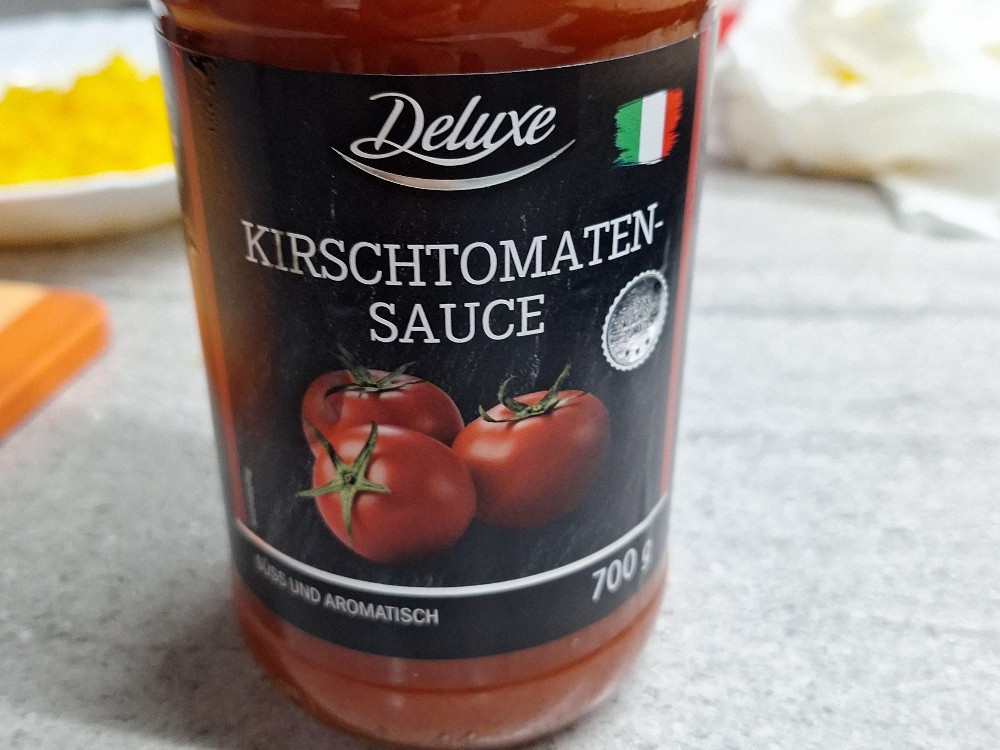 Deluxe
KIRSCHTOMATEN-
SAUCE
SÜSS UND AROMATISCH
700 g